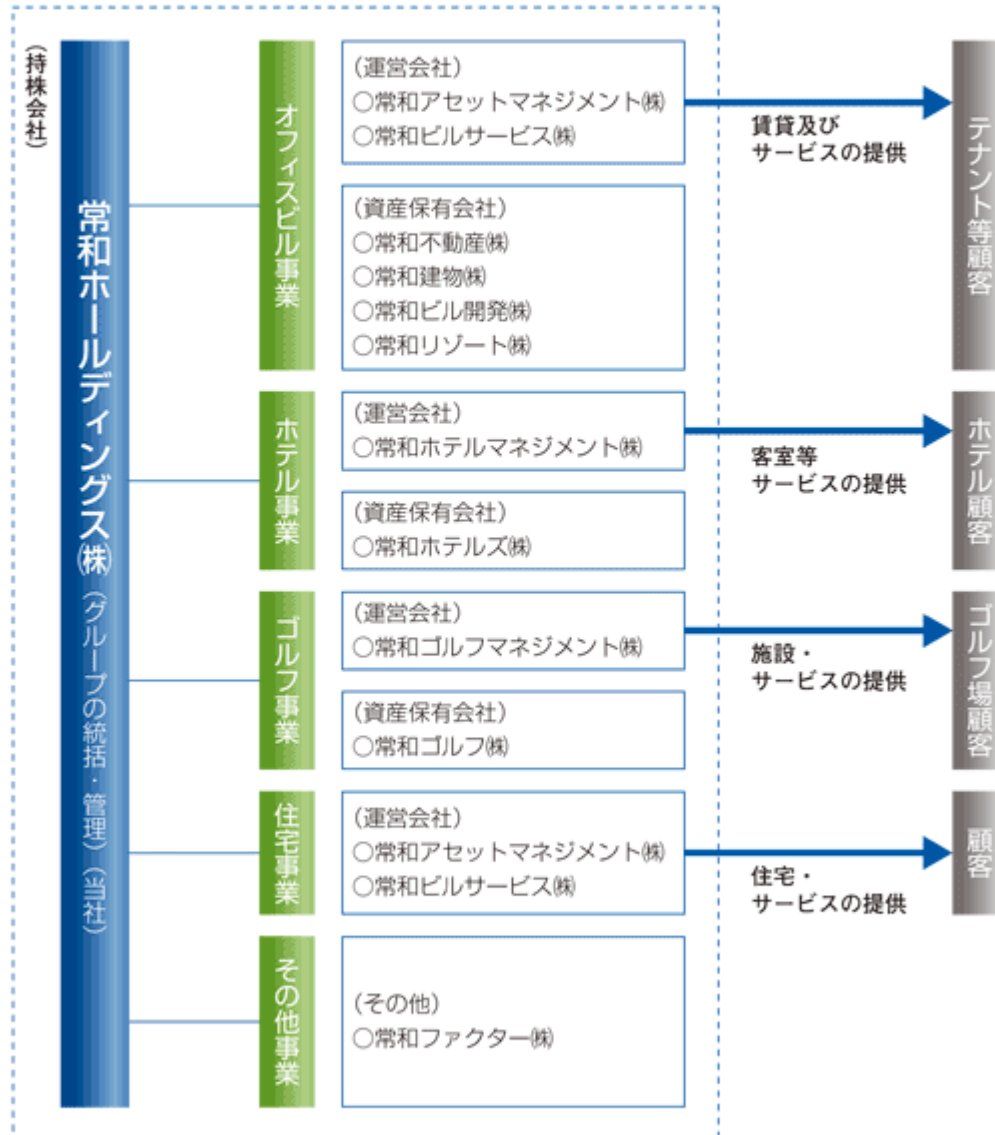 (持株会社)
常和ホールディングス㈱(グループの統括・管理)(当社)
オフィスビル事業
(運営会社)
○常和アセットマネジメント㈱
○常和ビルサービス㈱
賃貸及び
サービスの提供
テナント等顧客
(資産保有会社)
○常和不動産㈱
○常和建物㈱
○常和ビル開発㈱
○常和リゾート㈱
ホテル事業
(運営会社)
○常和ホテルマネジメント㈱
客室等
サービスの提供
ホテル顧客
(資産保有会社)
○常和ホテルズ㈱
ゴルフ事業
(運営会社)
○常和ゴルフマネジメント㈱
施設・
サービスの提供
ゴルフ場顧客
(資産保有会社)
○常和ゴルフ㈱
住宅事業
(運営会社)
○常和アセットマネジメント㈱
○常和ビルサービス㈱
住宅・
サービスの提供
顧客
その他事業
(その他)
○常和ファクター㈱